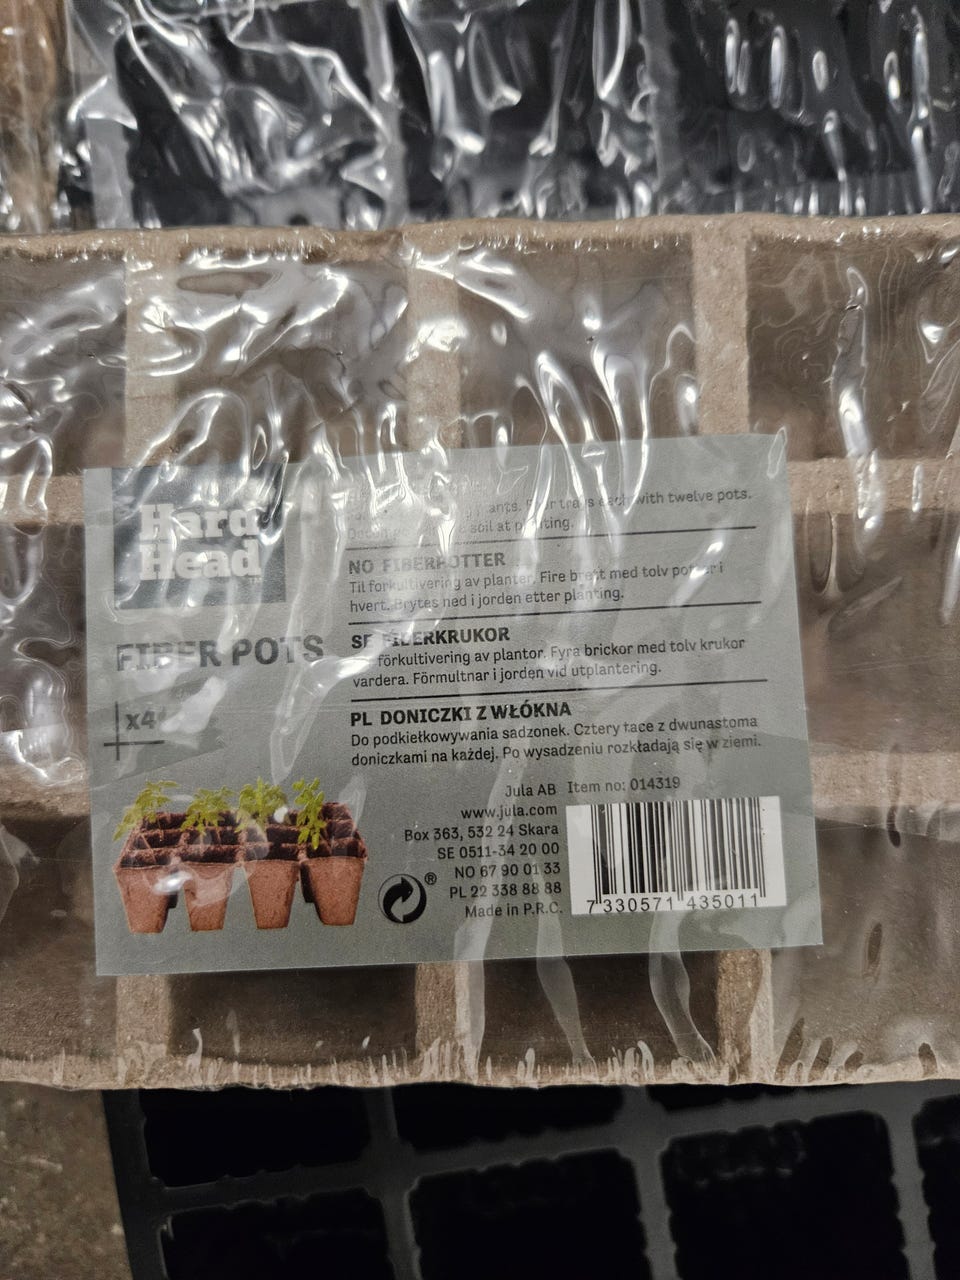 Hard
Head
FIBER POTS
x4
trays each with twelve pots.
soil at planting.
NO FIBERPOTTER
Til forkultivering av planter. Fire brett med tolv potter i
hvert. Brytes ned i jorden etter planting.
SE FIBERKRUKOR
förkultivering av plantor. Fyra brickor med tolv krukor
vardera. Förmultnar i jorden vid utplantering.
PL DONICZKI Z WŁÓKNA
Do podkiełkowywania sadzonek. Cztery tace z dwunastoma
doniczkami na każdej. Po wysadzeniu rozkładają się w ziemi.
Jula AB Item no: 014319
www.jula.com
Box 363, 532 24 Skara
SE 0511-34 20 00
NO 67 90 01 33
PL 22 338 88 88
Made in P.R.C.
®
7 330571 435011